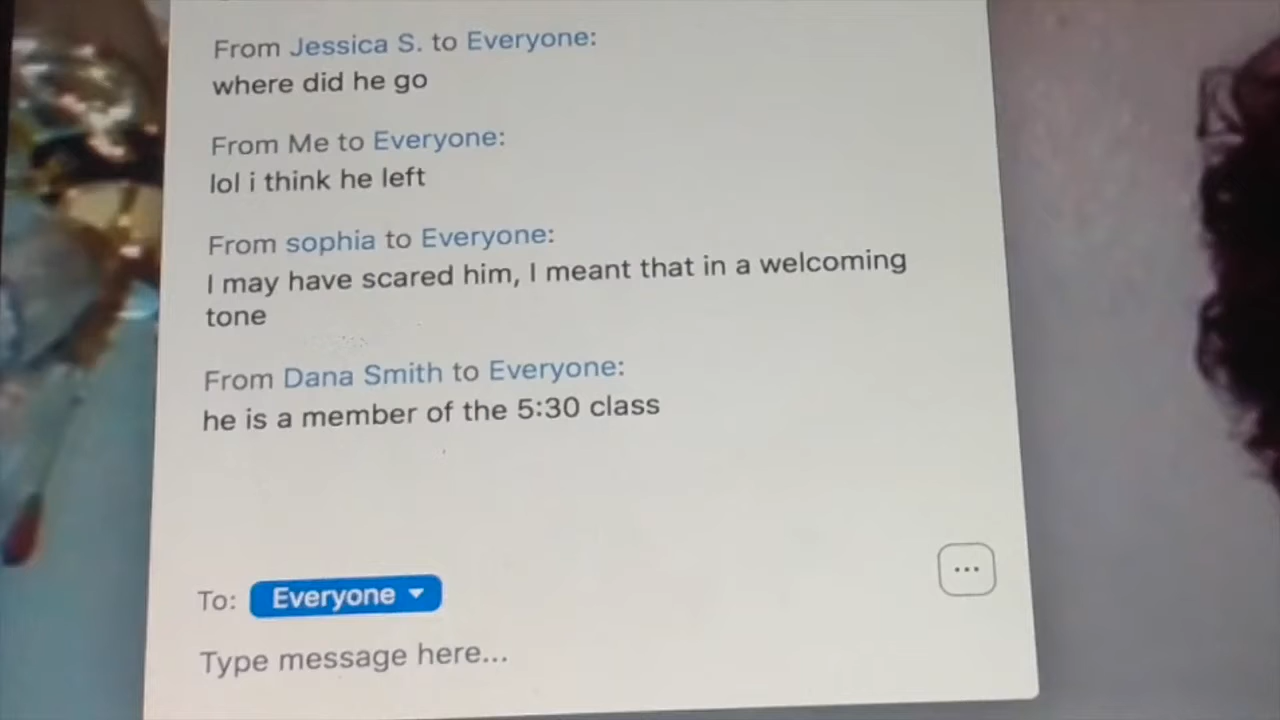 From Jessica S. to Everyone:
where did he go
From Me to Everyone:
lol i think he left
From sophia to Everyone:
I may have scared him, I meant that in a welcoming
tone
From Dana Smith to Everyone:
he is a member of the 5:30 class
To: Everyone
...
Type message here...